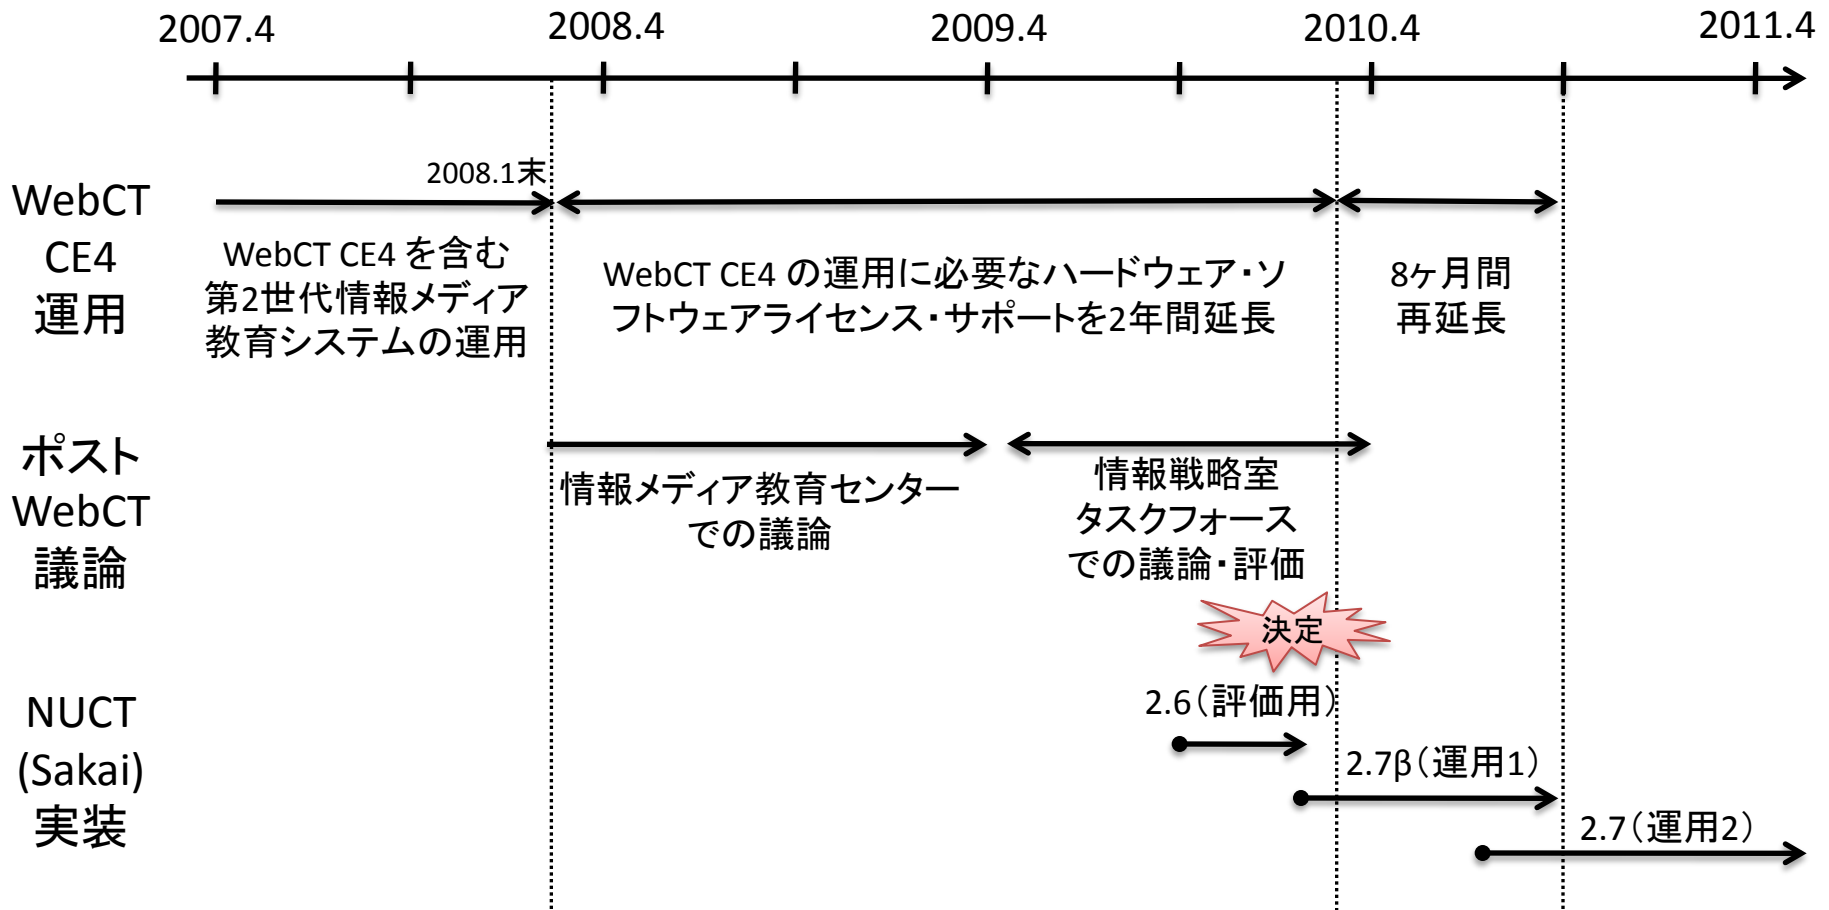 2007.4
2008.4
2009.4
2010.4
2011.4
WebCT
CE4
運用
2008.1末
WebCT CE4 を含む
第2世代情報メディア
教育システムの運用
WebCT CE4 の運用に必要なハードウェア・ソ
フトウェアライセンス・サポートを2年間延長
8ヶ月間
再延長
ポスト
WebCT
議論
情報メディア教育センター
での議論
情報戦略室
タスクフォース
での議論・評価
決定
NUCT
(Sakai)
実装
2.6（評価用）
2.7β（運用1）
2.7（運用2）